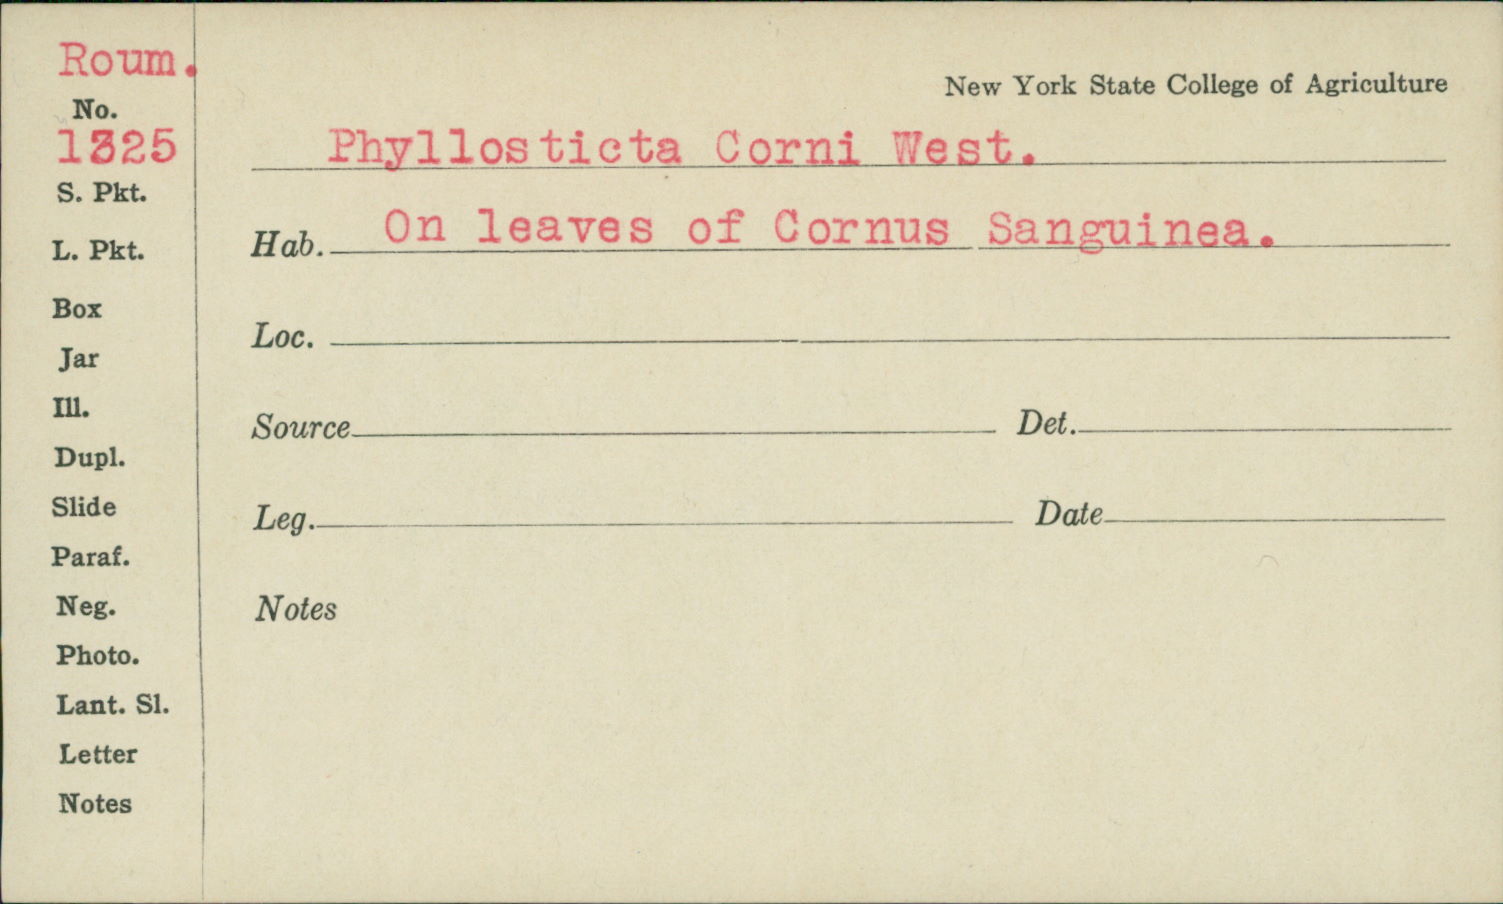 Roum.
New York State College of Agriculture
No.
1325
Phyllosticta Corni West.
S. Pkt.
Hab. On leaves of Cornus Sanguinea.
L. Pkt.
Box
Loc.
Jar
Ill.
Source Det.
Dupl.
Slide
Leg. Date
Paraf.
Neg.
Notes
Photo.
Lant. Sl.
Letter
Notes